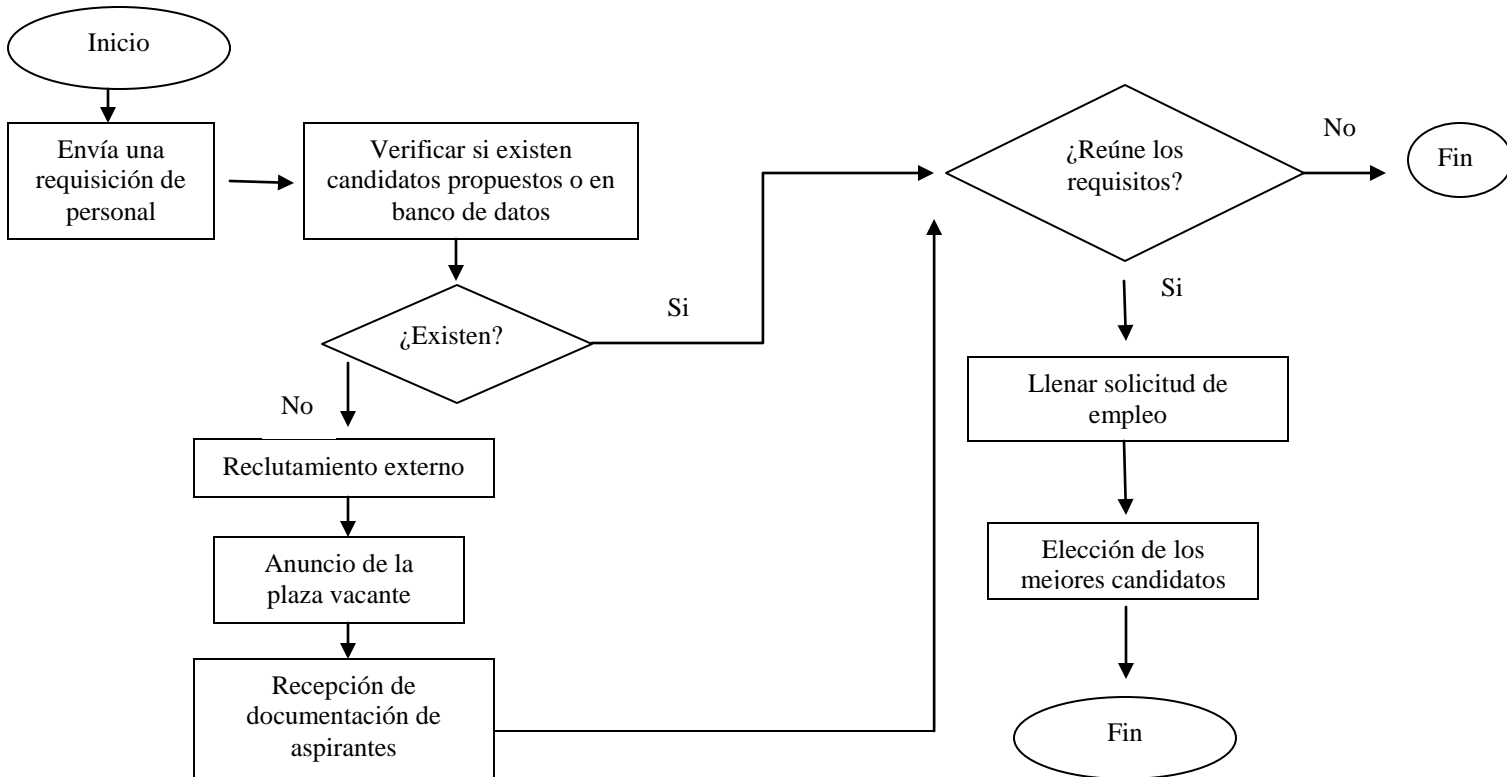 Inicio
Envía una
requisición de
personal
Verificar si existen
candidatos propuestos o en
banco de datos
¿Existen?
Si
No
Reclutamiento externo
Anuncio de la
plaza vacante
Recepción de
documentación de
aspirantes
¿Reúne los
requisitos?
No
Fin
Si
Llenar solicitud de
empleo
Elección de los
mejores candidatos
Fin